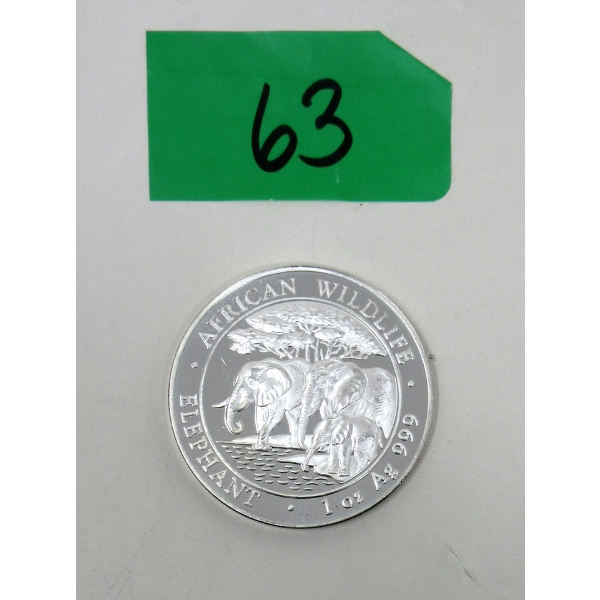 63
AFRICAN WILDLIFE
ELEPHANT · 1 oz Ag 999